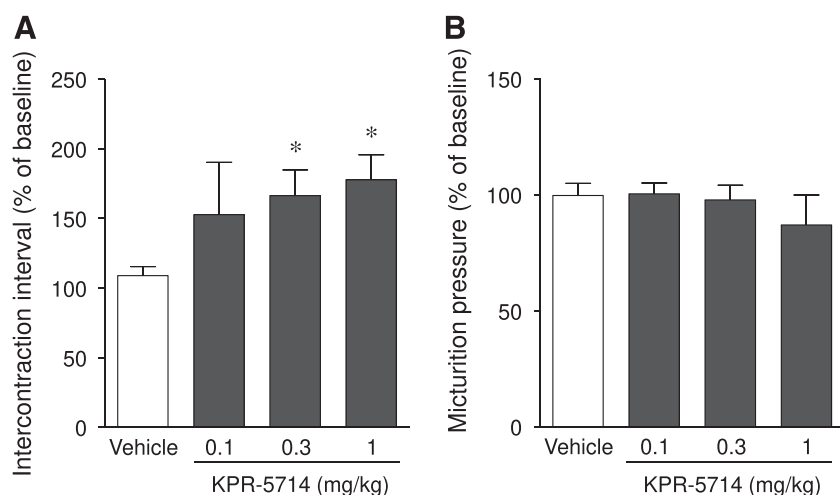 A
Intercontraction interval (% of baseline)
250
200
150
100
50
0
*
*
Vehicle 0.1 0.3 1
KPR-5714 (mg/kg)
B
Micturition pressure (% of baseline)
150
100
50
0
Vehicle 0.1 0.3 1
KPR-5714 (mg/kg)